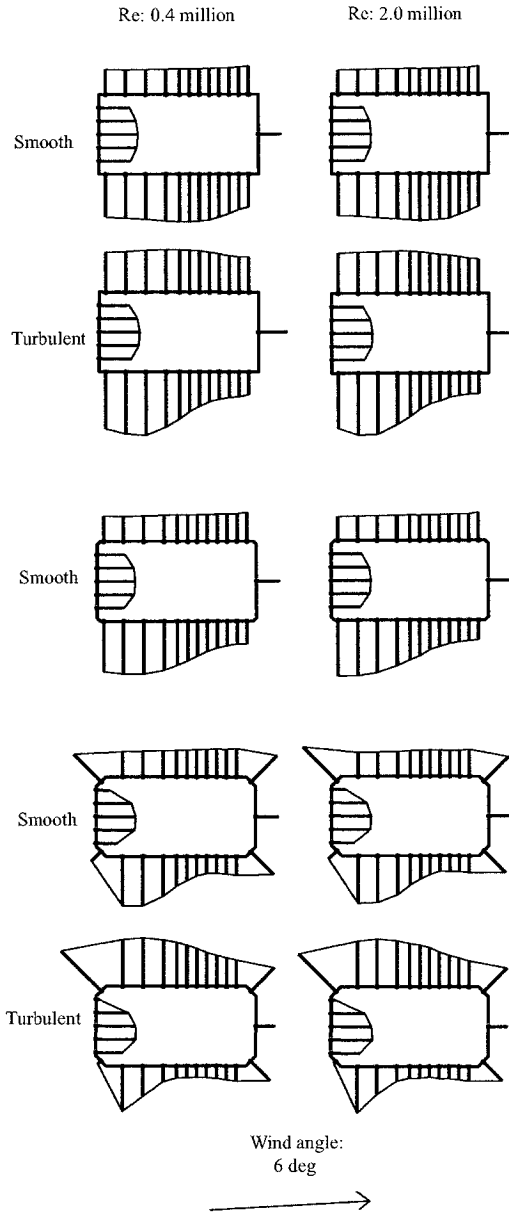 Re: 0.4 million
Re: 2.0 million
Smooth
Turbulent
Smooth
Smooth
Turbulent
Wind angle:
6 deg